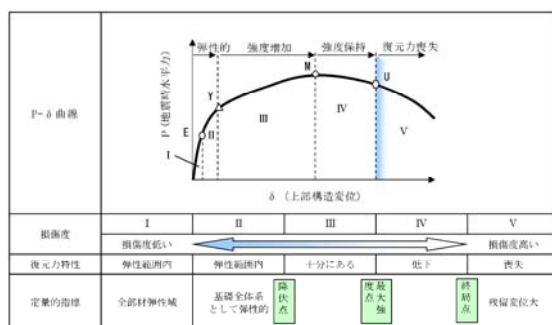 弾性的 強度増加 強度保持 復元力喪失
M
U
Y
P-δ曲線
P(地震時水平力)
E
II
III
IV
V
I
δ(上部構造変位)
損傷度
I II III IV V
損傷度低い 損傷度高い
復元力特性 弾性範囲内 弾性範囲内 十分にある 低下 喪失
定量的指標 全部材弾性域 基礎全体系として弾性的 降伏点 最大強度点 終局点 残留変位大